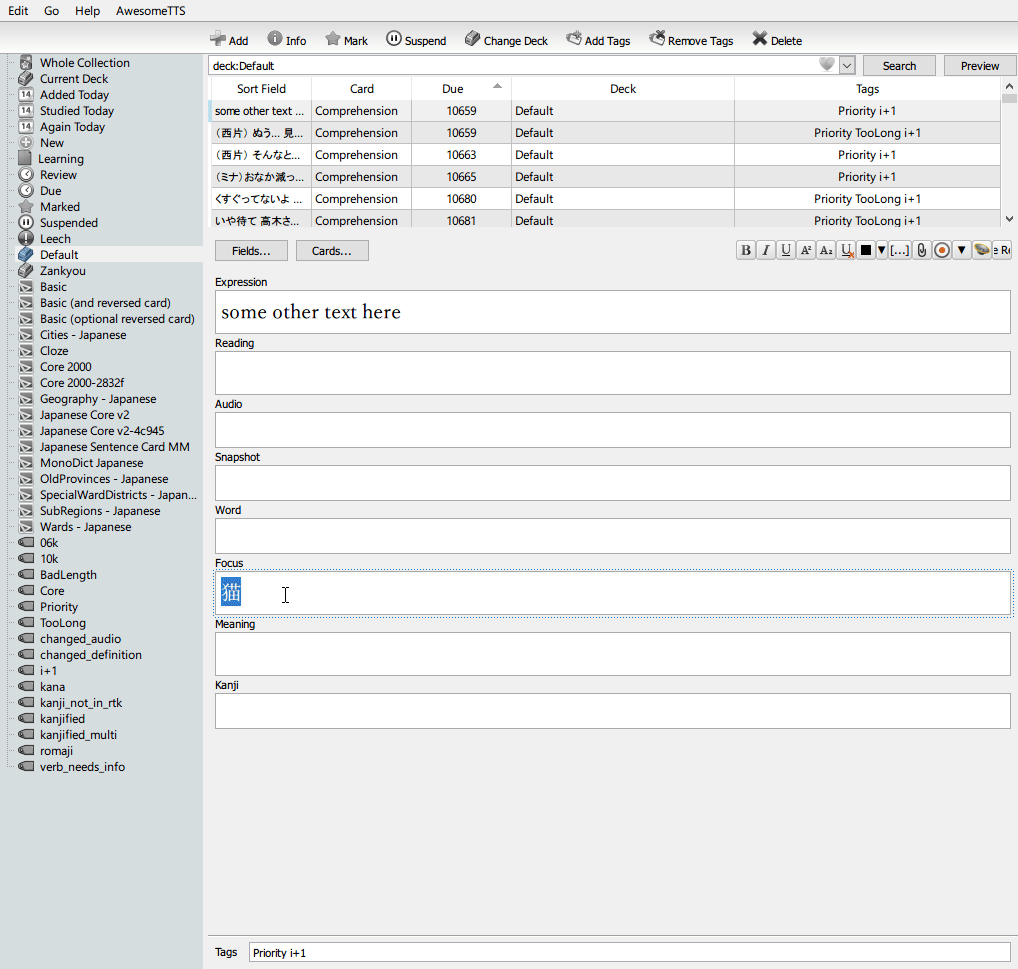 Edit Go Help AwesomeTTS
Add Info Mark Suspend Change Deck Add Tags Remove Tags Delete
Whole Collection
Current Deck
Added Today
Studied Today
Again Today
New
Learning
Review
Due
Marked
Suspended
Leech
Default
Zankyou
Basic
Basic (and reversed card)
Basic (optional reversed card)
Cities - Japanese
Cloze
Core 2000
Core 2000-2832f
Geography - Japanese
Japanese Core v2
Japanese Core v2-4c945
Japanese Sentence Card MM
MonoDict Japanese
OldProvinces - Japanese
SpecialWardDistricts - Japan...
SubRegions - Japanese
Wards - Japanese
06k
10k
BadLength
Core
Priority
TooLong
changed_audio
changed_definition
i+1
kana
kanji_not_in_rtk
kanjified
kanjified_multi
romaji
verb_needs_info
deck:Default Search Preview
Sort Field Card Due Deck Tags
some other text ... Comprehension 10659 Default Priority i+1
（西片） ぬう... 見... Comprehension 10659 Default Priority TooLong i+1
（西片） そんなと... Comprehension 10663 Default Priority i+1
（ミナ）おなか減っ... Comprehension 10665 Default Priority i+1
くすぐってないよ ... Comprehension 10680 Default Priority TooLong i+1
いや待て 高木さ... Comprehension 10681 Default Priority TooLong i+1
Fields... Cards... B I U A² A₂ U [...] e R
Expression
some other text here
Reading
Audio
Snapshot
Word
Focus
猫
Meaning
Kanji
Tags Priority i+1